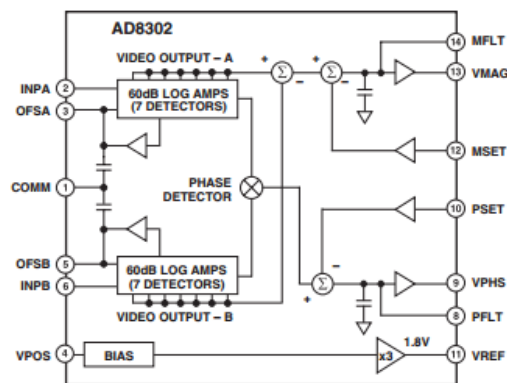 AD8302
VIDEO OUTPUT – A
INPA 2
OFSA 3
60dB LOG AMPS
(7 DETECTORS)
+
Σ
–
+
Σ
–
14 MFLT
13 VMAG
12 MSET
COMM 1
PHASE
DETECTOR
10 PSET
–
+
Σ
OFSB 5
INPB 6
60dB LOG AMPS
(7 DETECTORS)
VIDEO OUTPUT – B
9 VPHS
8 PFLT
VPOS 4
BIAS
x3
1.8V
11 VREF